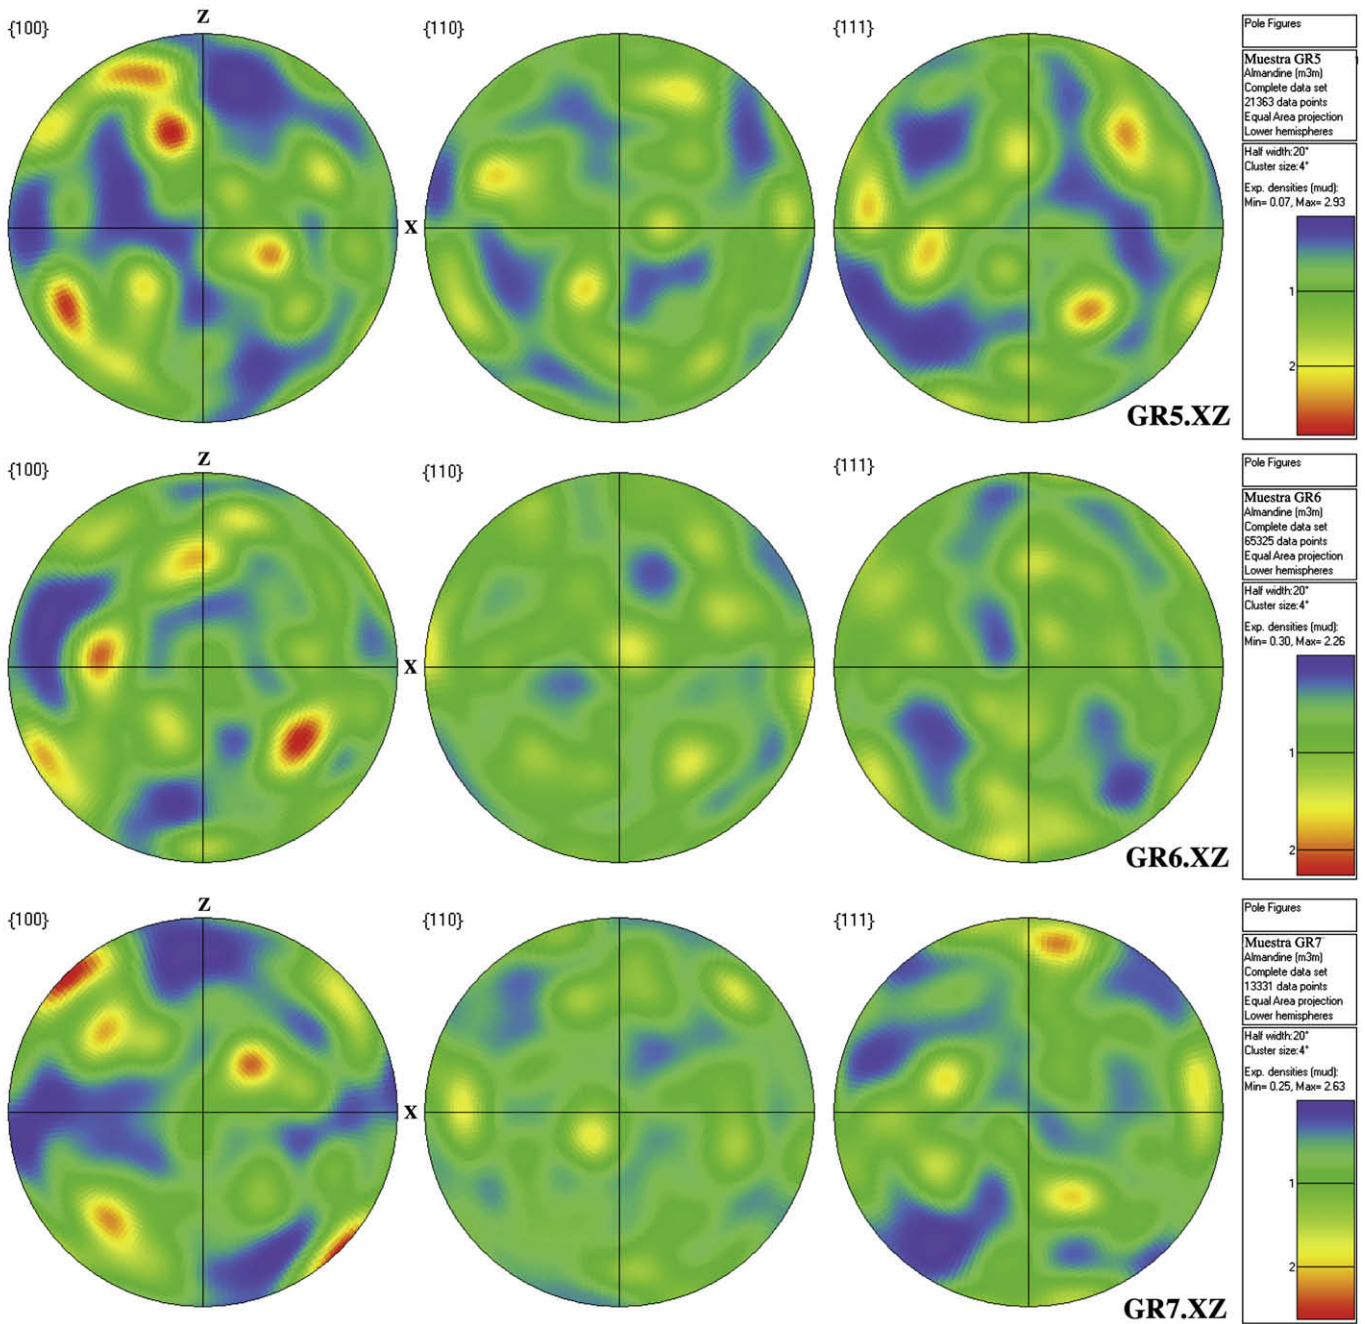 {100}
Z
{110}
{111}
X
Pole Figures
Muestra GR5
Almandine (m3m)
Complete data set
21363 data points
Equal Area projection
Lower hemispheres
Half width:20°
Cluster size:4°
Exp. densities (mud):
Min= 0.07, Max= 2.93
1
2
GR5.XZ
{100}
Z
{110}
{111}
X
Pole Figures
Muestra GR6
Almandine (m3m)
Complete data set
65325 data points
Equal Area projection
Lower hemispheres
Half width:20°
Cluster size:4°
Exp. densities (mud):
Min= 0.30, Max= 2.26
1
2
GR6.XZ
{100}
Z
{110}
{111}
X
Pole Figures
Muestra GR7
Almandine (m3m)
Complete data set
13331 data points
Equal Area projection
Lower hemispheres
Half width:20°
Cluster size:4°
Exp. densities (mud):
Min= 0.25, Max= 2.63
1
2
GR7.XZ